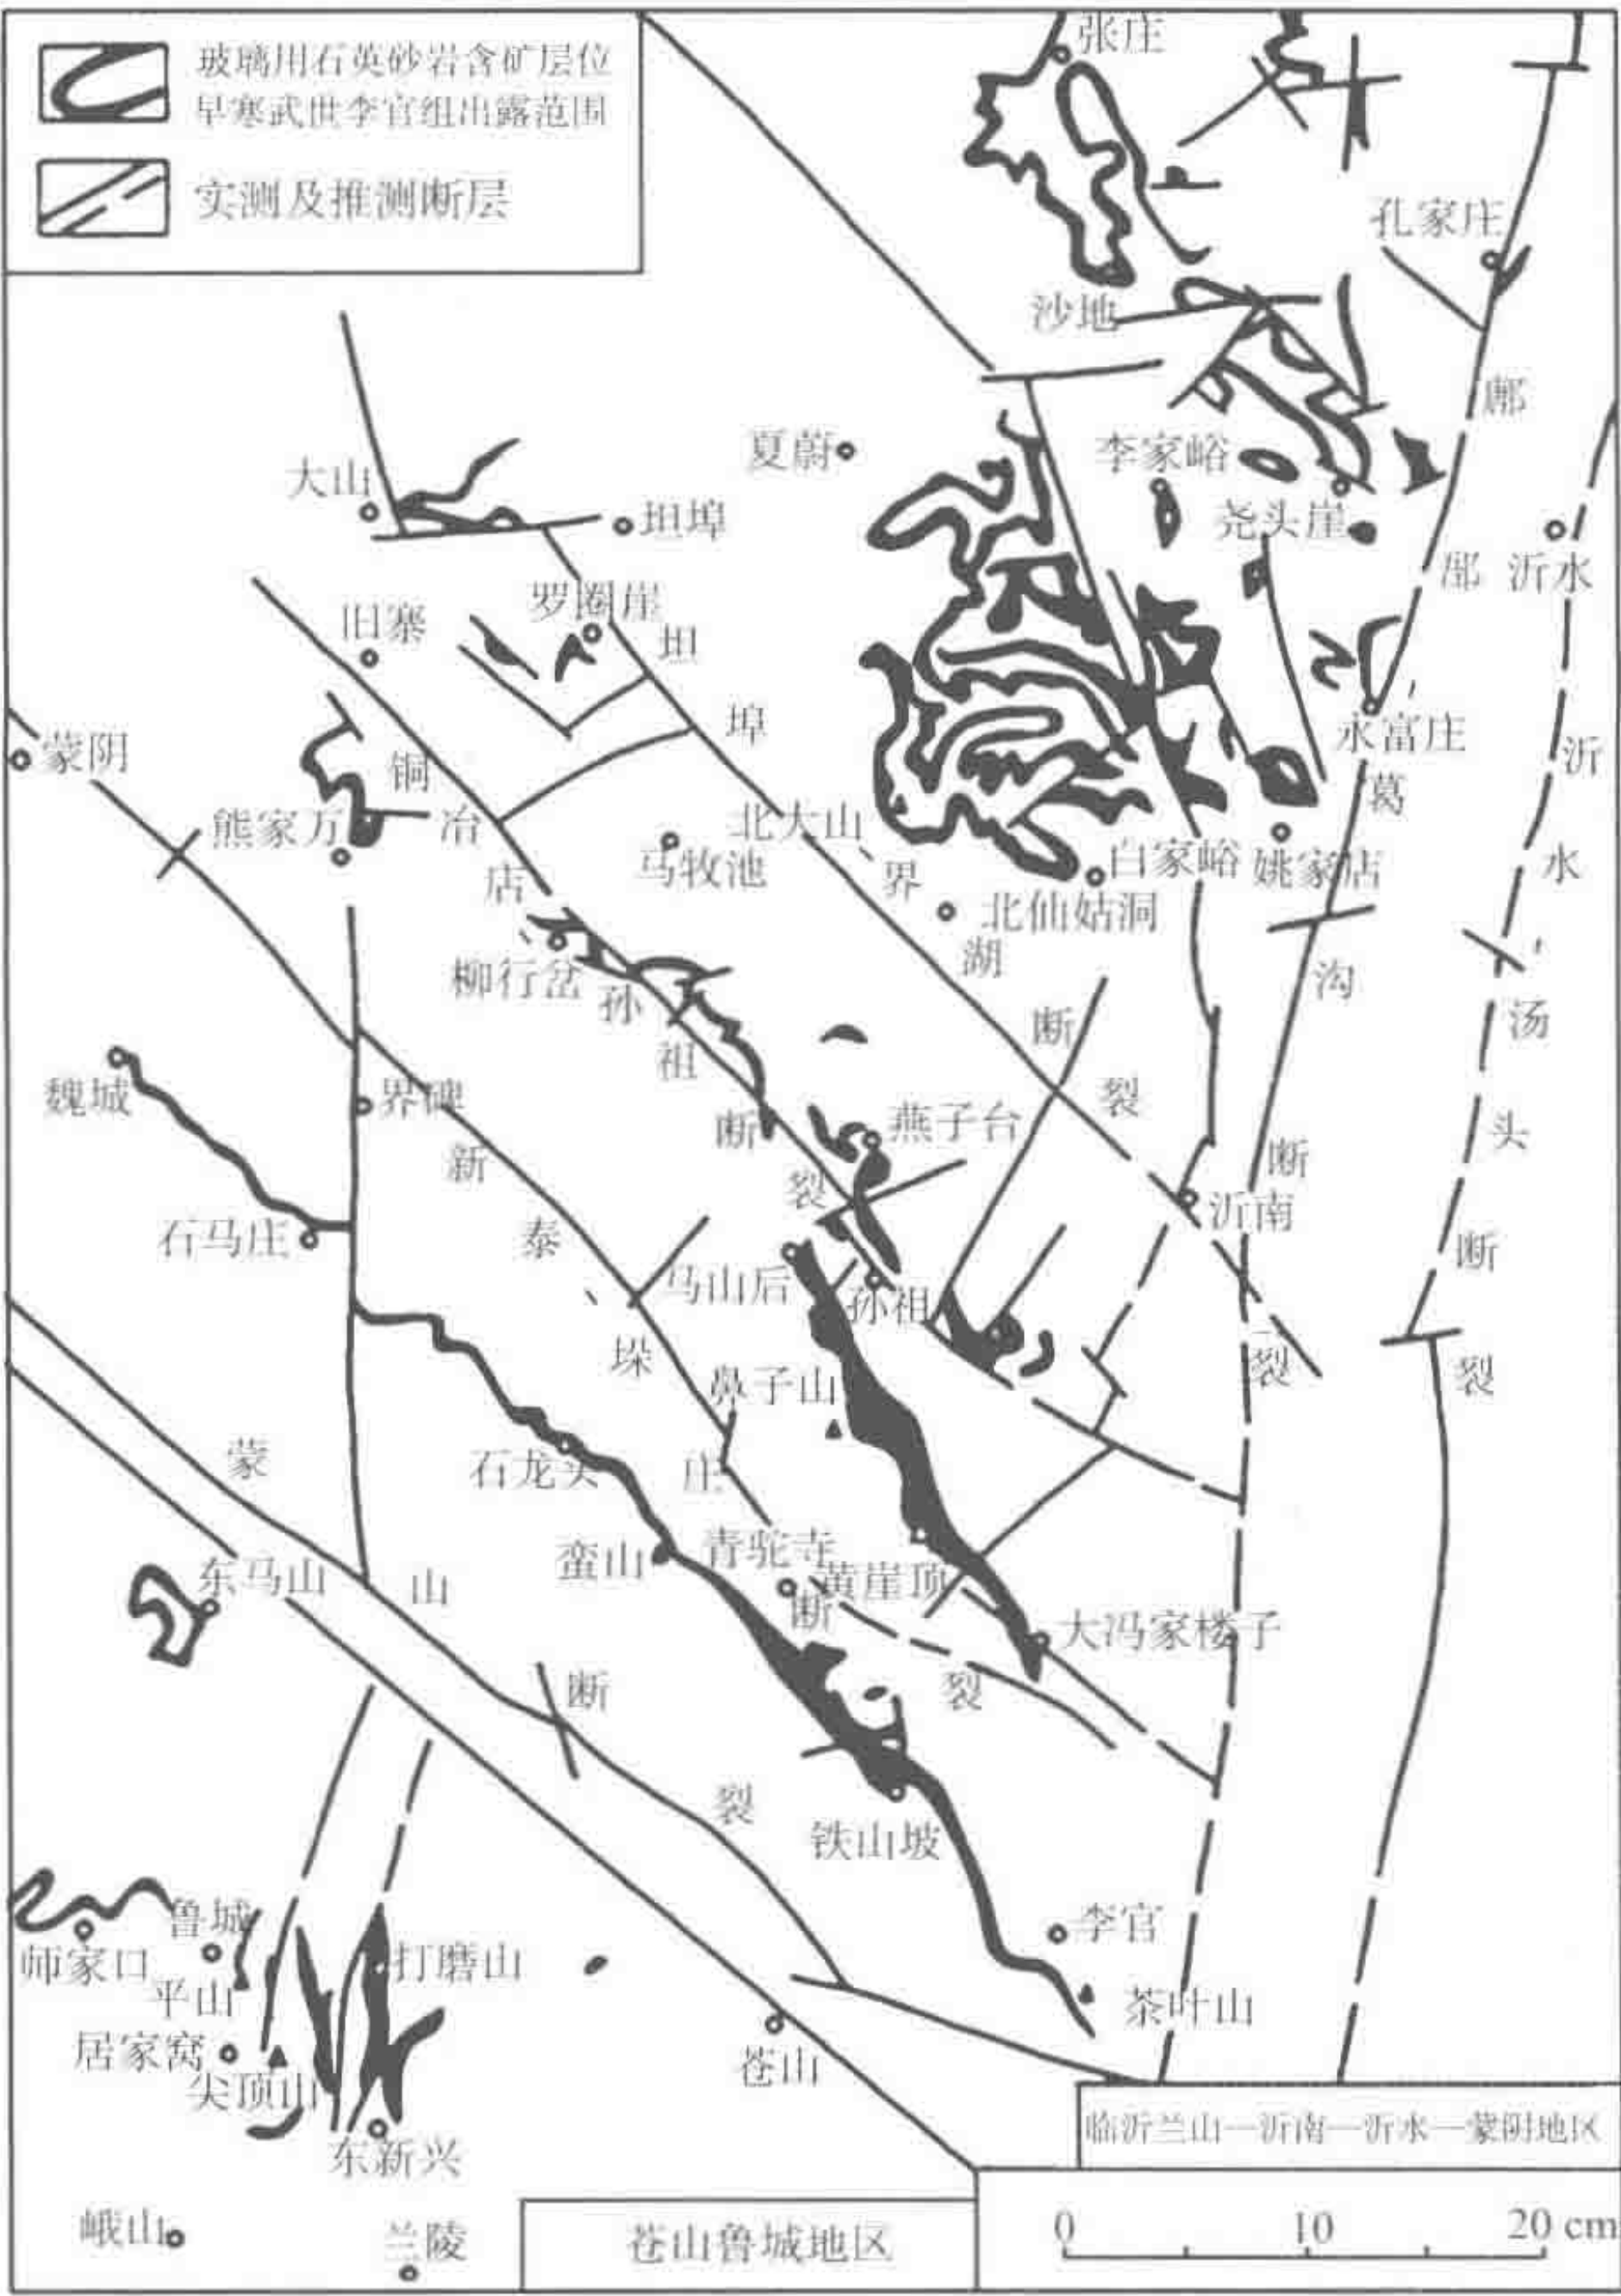 玻璃用石英砂岩含矿层位
早寒武世李官组出露范围
实测及推测断层
张庄
孔家庄
沙地
郯
夏蔚
李家峪
大山
坦埠
尧头崖
郚
沂水
罗圈崖
旧寨
坦
埠
永富庄
沂
蒙阴
铜
冶
葛
熊家万
北大山
马牧池
界
白家峪
姚家店
水
店
北仙姑洞
湖
柳行岔
孙
沟
汤
祖
断
魏城
界碑
裂
头
断
燕子台
断
新
裂
沂南
石马庄
泰
断
马山后
孙祖
垛
裂
裂
鼻子山
蒙
石龙头
庄
蛮山
青驼寺
东马山
山
黄崖顶
断
大冯家楼子
断
裂
裂
铁山坡
鲁城
李官
师家口
打磨山
平山
茶叶山
居家窝
苍山
尖顶山
临沂兰山—沂南—沂水—蒙阴地区
东新兴
峨山
兰陵
苍山鲁城地区
0 10 20 cm